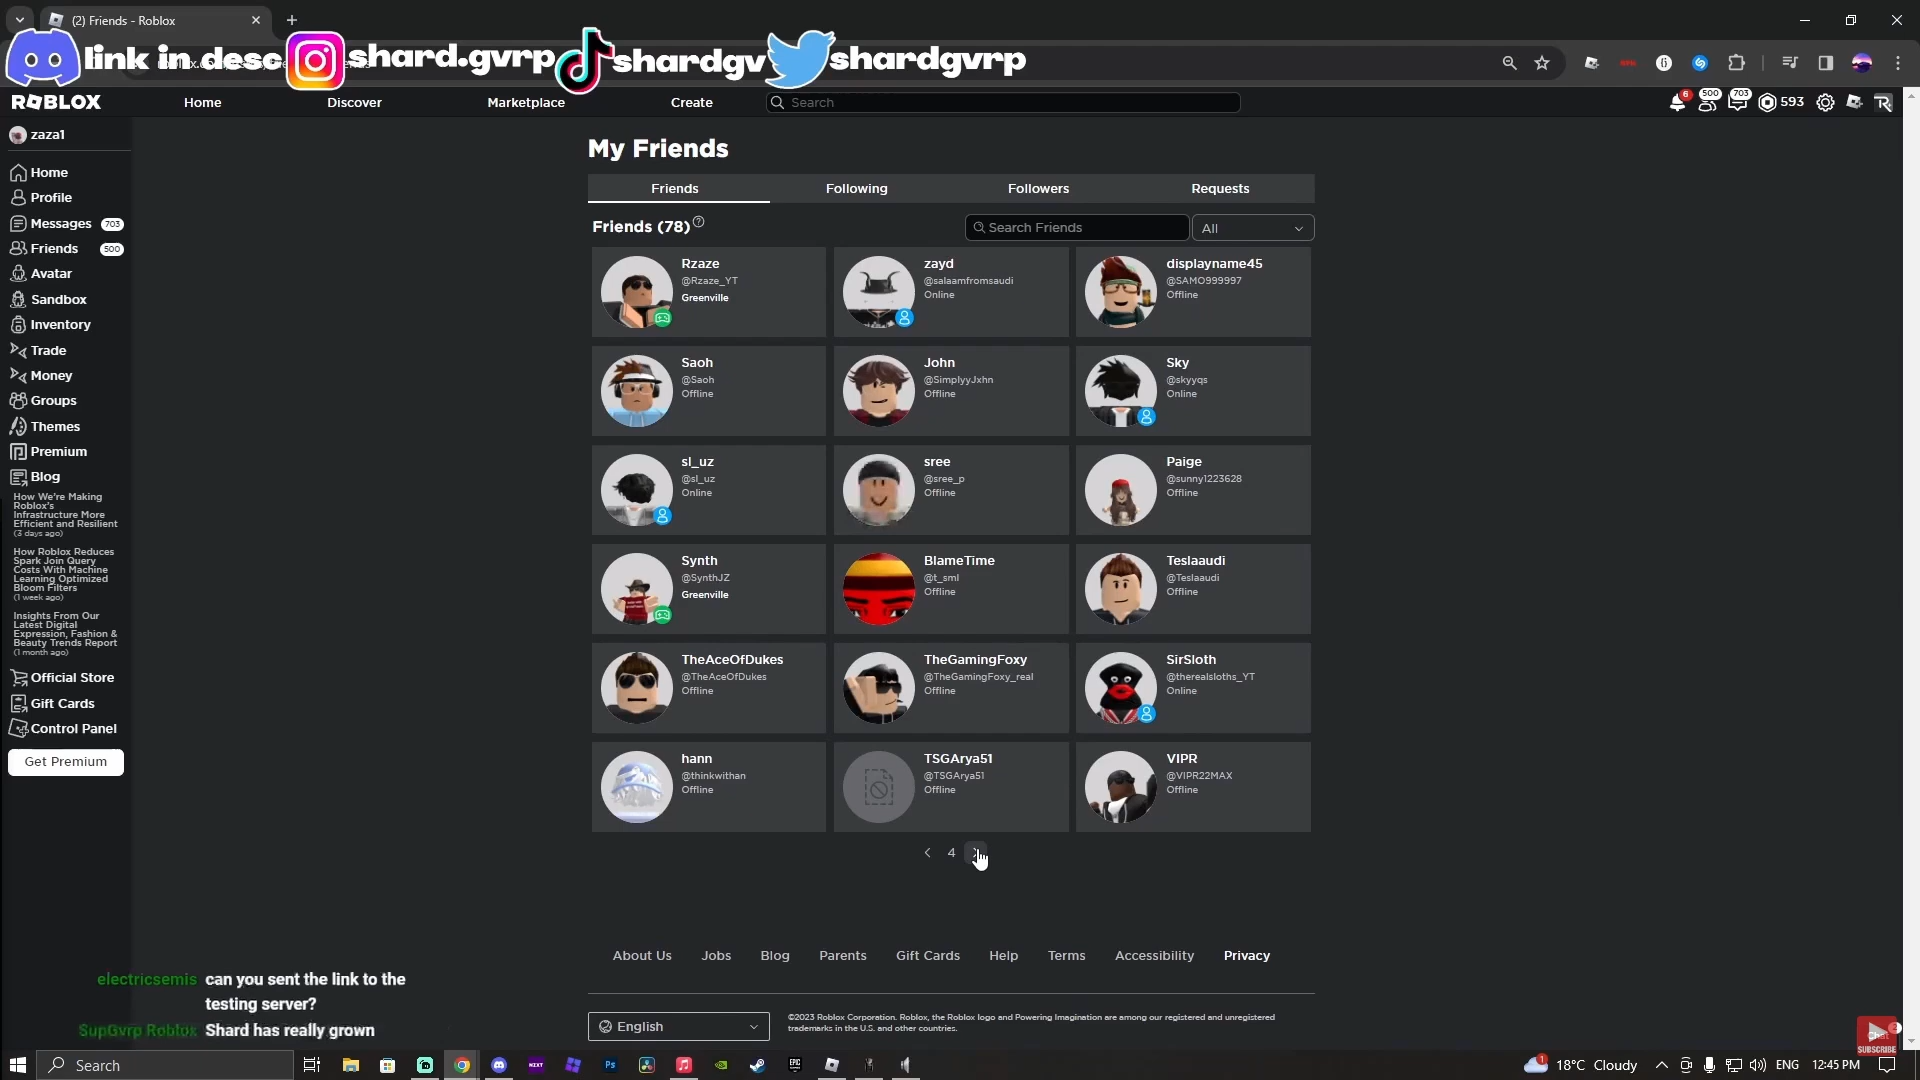 (2) Friends - Roblox
link in desc
shard.gvrp
shardgv
shardgvrp
ROBLOX
Home
Discover
Marketplace
Create
Search
6
500
703
593
zaza1
Home
Profile
Messages 703
Friends 500
Avatar
Sandbox
Inventory
Trade
Money
Groups
Themes
Premium
Blog
How We're Making
Roblox's
Infrastructure More
Efficient and Resilient
(3 days ago)
How Roblox Reduces
Spark Join Query
Costs With Machine
Learning Optimized
Bloom Filters
(1 week ago)
Insights From Our
Latest Digital
Expression, Fashion &
Beauty Trends Report
(1 month ago)
Official Store
Gift Cards
Control Panel
Get Premium
My Friends
Friends
Following
Followers
Requests
Friends (78)
Search Friends
All
Rzaze
@Rzaze_YT
Greenville
zayd
@salaamfromsaudi
Online
displayname45
@SAMO999997
Offline
Saoh
@Saoh
Offline
John
@SimplyyJxhn
Offline
Sky
@skyyqs
Online
sl_uz
@sl_uz
Online
sree
@sree_p
Offline
Paige
@sunny1223628
Offline
Synth
@SynthJZ
Greenville
BlameTime
@t_sml
Offline
Teslaaudi
@Teslaaudi
Offline
TheAceOfDukes
@TheAceOfDukes
Offline
TheGamingFoxy
@TheGamingFoxy_real
Offline
SirSloth
@therealsloths_YT
Online
hann
@thinkwithan
Offline
TSGArya51
@TSGArya51
Offline
VIPR
@VIPR22MAX
Offline
4
About Us
Jobs
Blog
Parents
Gift Cards
Help
Terms
Accessibility
Privacy
English
©2023 Roblox Corporation. Roblox, the Roblox logo and Powering Imagination are among our registered and unregistered
trademarks in the U.S. and other countries.
electricsemis can you sent the link to the
testing server?
SupGvrp Roblox Shard has really grown
SUBSCRIBE
Search
18°C Cloudy
ENG
12:45 PM